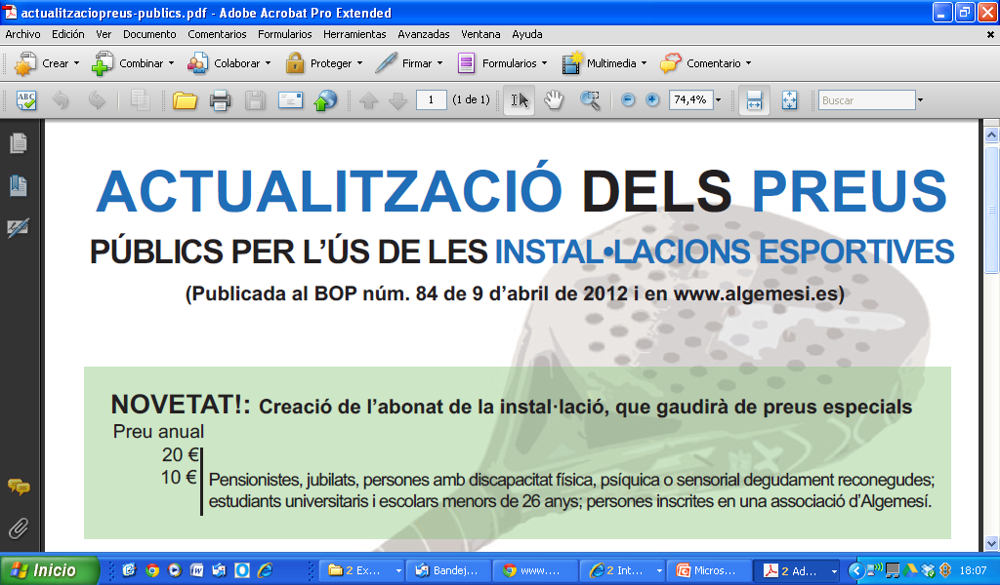 actualitzaciopreus-publics.pdf - Adobe Acrobat Pro Extended
Archivo Edición Ver Documento Comentarios Formularios Herramientas Avanzadas Ventana Ayuda
Crear Combinar Colaborar Proteger Firmar Formularios Multimedia Comentario
1 (1 de 1) 74,4% Buscar
ACTUALITZACIÓ DELS PREUS
PÚBLICS PER L'ÚS DE LES INSTAL•LACIONS ESPORTIVES
(Publicada al BOP núm. 84 de 9 d'abril de 2012 i en www.algemesi.es)
NOVETAT!: Creació de l'abonat de la instal·lació, que gaudirà de preus especials
Preu anual
20 €
10 € Pensionistes, jubilats, persones amb discapacitat física, psíquica o sensorial degudament reconegudes;
estudiants universitaris i escolars menors de 26 anys; persones inscrites en una associació d'Algemesí.
Inicio 2 Ex... Bandej... www.... 2 Int... Micros... 2 Ad... 18:07